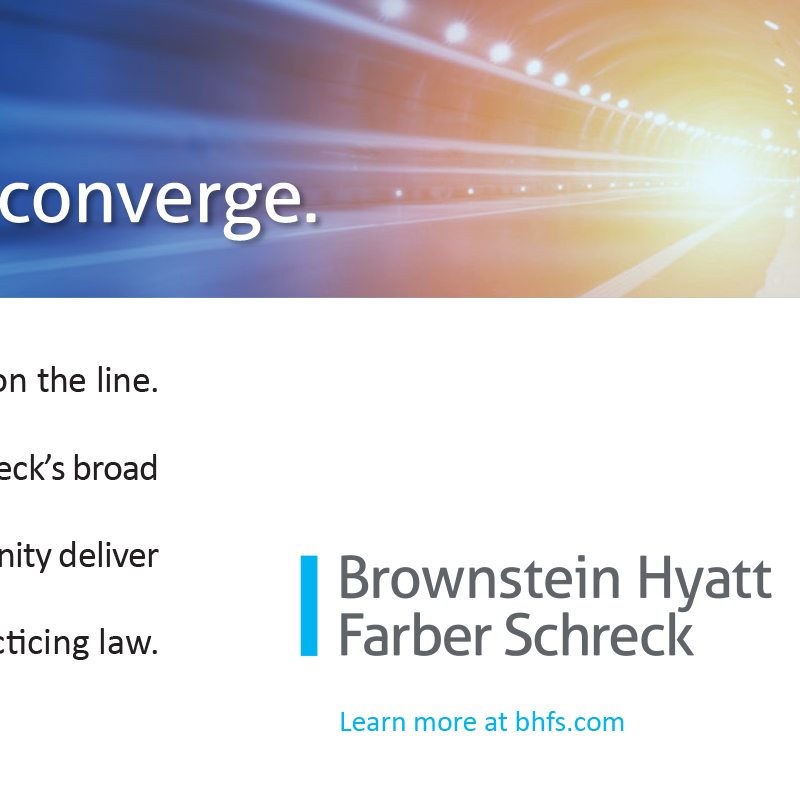 converge.
on the line.
eck’s broad
nity deliver
cticing law.
Brownstein Hyatt
Farber Schreck
Learn more at bhfs.com